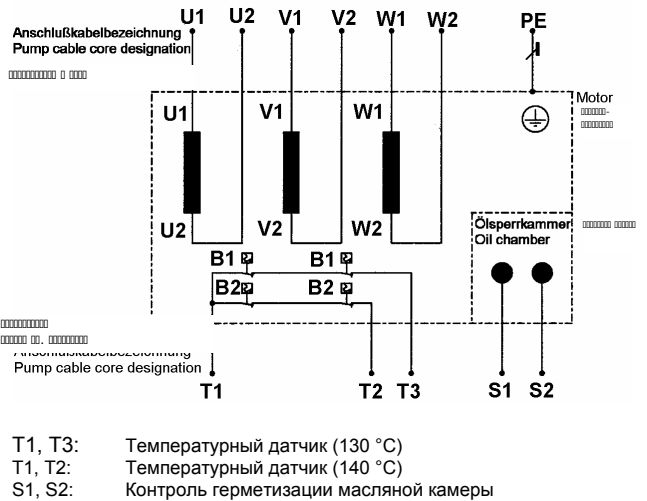 U1 U2 V1 V2 W1 W2 PE
Anschlußkabelbezeichnung
Pump cable core designation
Motor
U1 V1 W1
U2 V2 W2
Ölsperrkammer
Oil chamber
B1 B1
B2 B2
Pump cable core designation
T1 T2 T3 S1 S2
T1, T3: Температурный датчик (130 °C)
T1, T2: Температурный датчик (140 °C)
S1, S2: Контроль герметизации масляной камеры